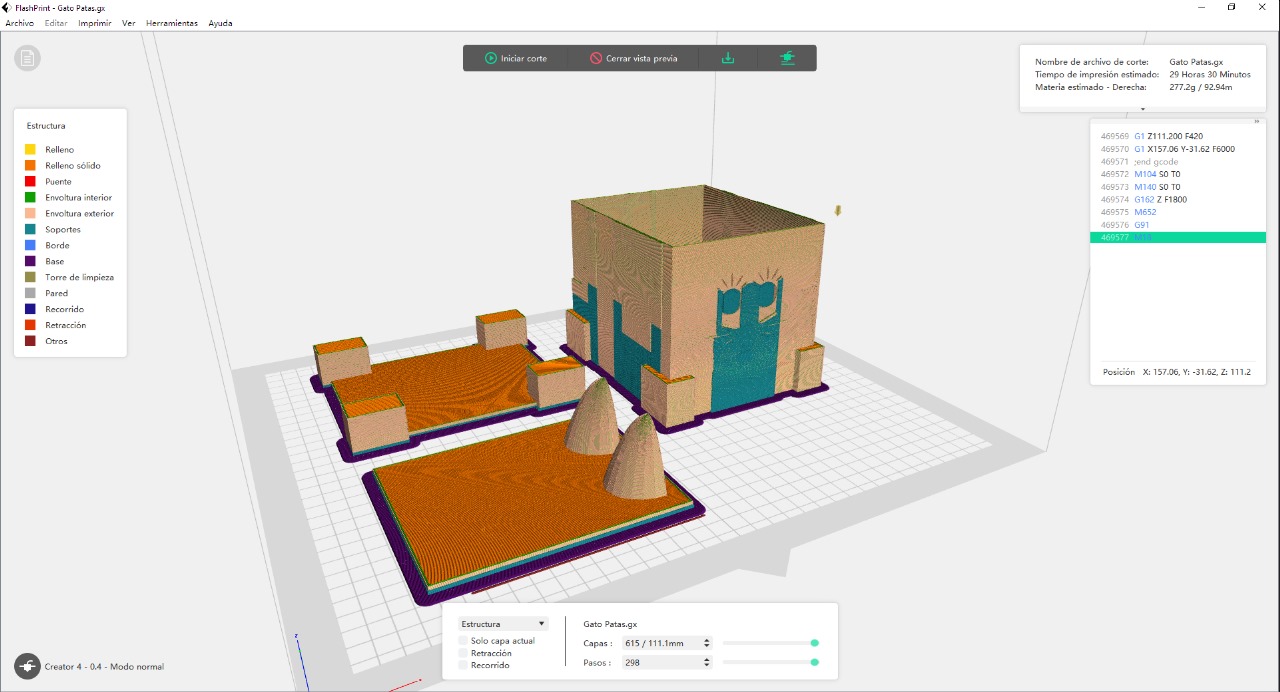 FlashPrint - Gato Patas.gx
Archivo Editar Imprimir Ver Herramientas Ayuda
Iniciar corte Cerrar vista previa
Nombre de archivo de corte: Gato Patas.gx
Tiempo de impresión estimado: 29 Horas 30 Minutos
Materia estimado - Derecha: 277.2g / 92.94m
Estructura
Relleno
Relleno sólido
Puente
Envoltura interior
Envoltura exterior
Soportes
Borde
Base
Torre de limpieza
Pared
Recorrido
Retracción
Otros
469569 G1 Z111.200 F420
469570 G1 X157.06 Y-31.62 F6000
469571 ;end gcode
469572 M104 S0 T0
469573 M140 S0 T0
469574 G162 Z F1800
469575 M652
469576 G91
469577
Posición X: 157.06, Y: -31.62, Z: 111.2
Estructura
Solo capa actual
Retracción
Recorrido
Gato Patas.gx
Capas : 615 / 111.1mm
Pasos : 298
z
Creator 4 - 0.4 - Modo normal